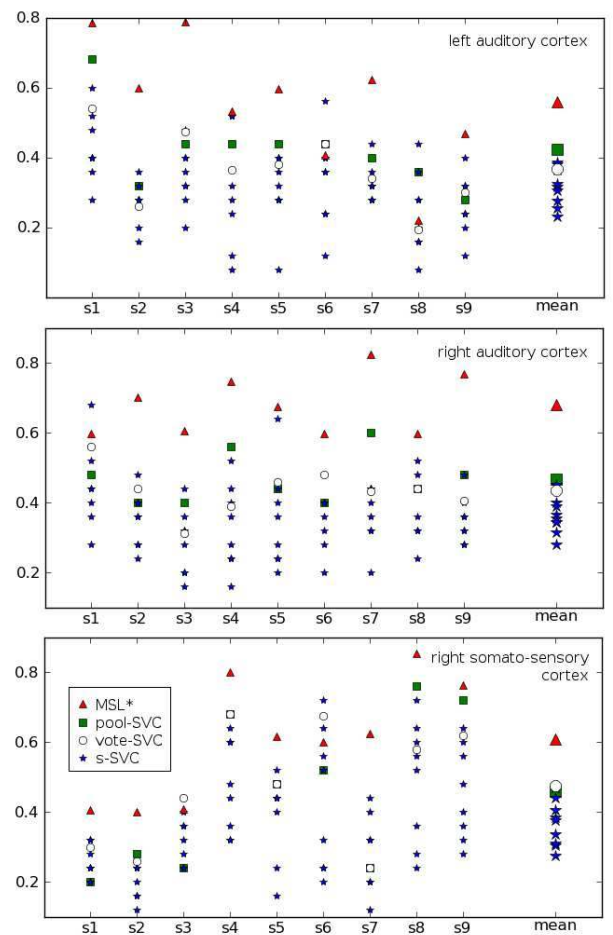 0.8
left auditory cortex
0.6
0.4
0.2
s1 s2 s3 s4 s5 s6 s7 s8 s9 mean
0.8
right auditory cortex
0.6
0.4
0.2
s1 s2 s3 s4 s5 s6 s7 s8 s9 mean
0.8
right somato-sensory
cortex
MSL*
pool-SVC
vote-SVC
s-SVC
0.6
0.4
0.2
s1 s2 s3 s4 s5 s6 s7 s8 s9 mean